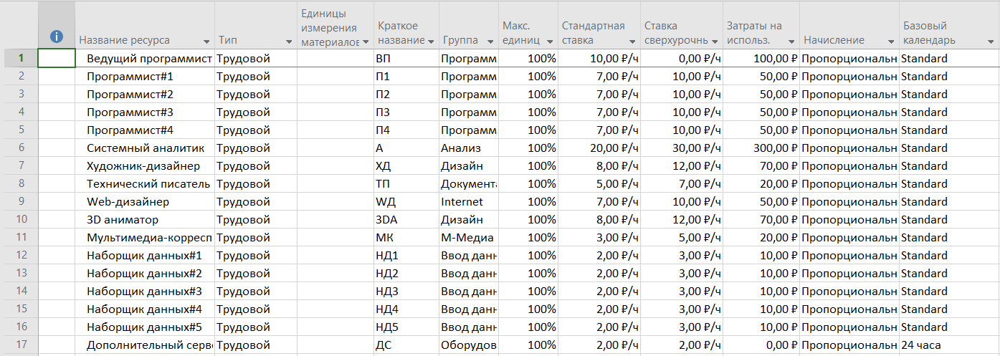 Название ресурса Тип Единицы измерения материалов Краткое название Группа Макс. единиц Стандартная ставка Ставка сверхурочнь Затраты на использ. Начисление Базовый календарь
1 Ведущий программист Трудовой ВП Программ 100% 10,00 ₽/ч 0,00 ₽/ч 100,00 ₽ Пропорциональн Standard
2 Программист#1 Трудовой П1 Программ 100% 7,00 ₽/ч 10,00 ₽/ч 50,00 ₽ Пропорциональн Standard
3 Программист#2 Трудовой П2 Программ 100% 7,00 ₽/ч 10,00 ₽/ч 50,00 ₽ Пропорциональн Standard
4 Программист#3 Трудовой П3 Программ 100% 7,00 ₽/ч 10,00 ₽/ч 50,00 ₽ Пропорциональн Standard
5 Программист#4 Трудовой П4 Программ 100% 7,00 ₽/ч 10,00 ₽/ч 50,00 ₽ Пропорциональн Standard
6 Системный аналитик Трудовой А Анализ 100% 20,00 ₽/ч 30,00 ₽/ч 300,00 ₽ Пропорциональн Standard
7 Художник-дизайнер Трудовой ХД Дизайн 100% 8,00 ₽/ч 12,00 ₽/ч 70,00 ₽ Пропорциональн Standard
8 Технический писатель Трудовой ТП Документа 100% 5,00 ₽/ч 7,00 ₽/ч 20,00 ₽ Пропорциональн Standard
9 Web-дизайнер Трудовой WД Internet 100% 7,00 ₽/ч 10,00 ₽/ч 50,00 ₽ Пропорциональн Standard
10 3D аниматор Трудовой 3DА Дизайн 100% 8,00 ₽/ч 12,00 ₽/ч 70,00 ₽ Пропорциональн Standard
11 Мультимедиа-корресп Трудовой МК М-Медиа 100% 3,00 ₽/ч 5,00 ₽/ч 20,00 ₽ Пропорциональн Standard
12 Наборщик данных#1 Трудовой НД1 Ввод данн 100% 2,00 ₽/ч 3,00 ₽/ч 10,00 ₽ Пропорциональн Standard
13 Наборщик данных#2 Трудовой НД2 Ввод данн 100% 2,00 ₽/ч 3,00 ₽/ч 10,00 ₽ Пропорциональн Standard
14 Наборщик данных#3 Трудовой НД3 Ввод данн 100% 2,00 ₽/ч 3,00 ₽/ч 10,00 ₽ Пропорциональн Standard
15 Наборщик данных#4 Трудовой НД4 Ввод данн 100% 2,00 ₽/ч 3,00 ₽/ч 10,00 ₽ Пропорциональн Standard
16 Наборщик данных#5 Трудовой НД5 Ввод данн 100% 2,00 ₽/ч 3,00 ₽/ч 10,00 ₽ Пропорциональн Standard
17 Дополнительный серве Трудовой ДС Оборудов 100% 2,00 ₽/ч 2,00 ₽/ч 0,00 ₽ Пропорциональн 24 часа